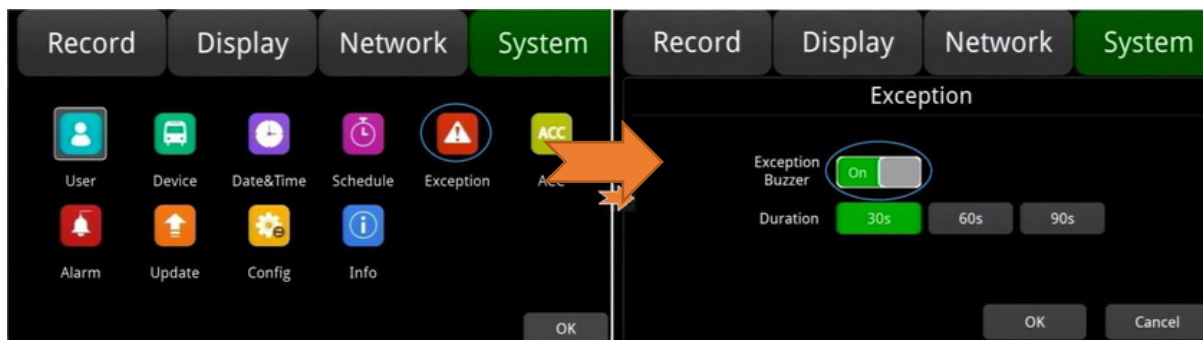 Record Display Network System
User Device Date&Time Schedule Exception ACC
Alarm Update Config Info
OK
Record Display Network System
Exception
Exception
Buzzer On
Duration 30s 60s 90s
OK Cancel